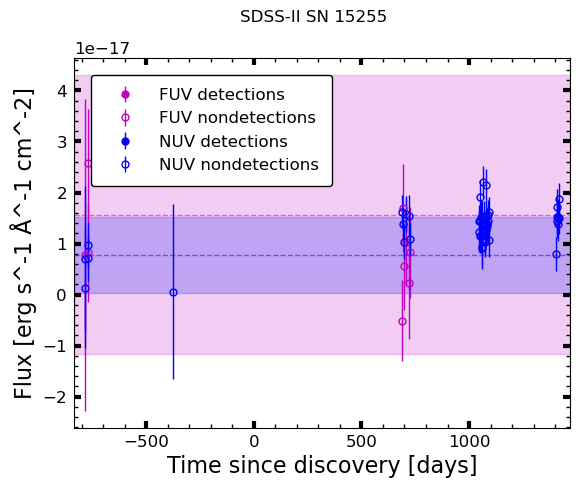 SDSS-II SN 15255
1e−17
FUV detections
FUV nondetections
NUV detections
NUV nondetections
4
3
2
1
0
−1
−2
Flux [erg s^-1 Å^-1 cm^-2]
−500
0
500
1000
Time since discovery [days]